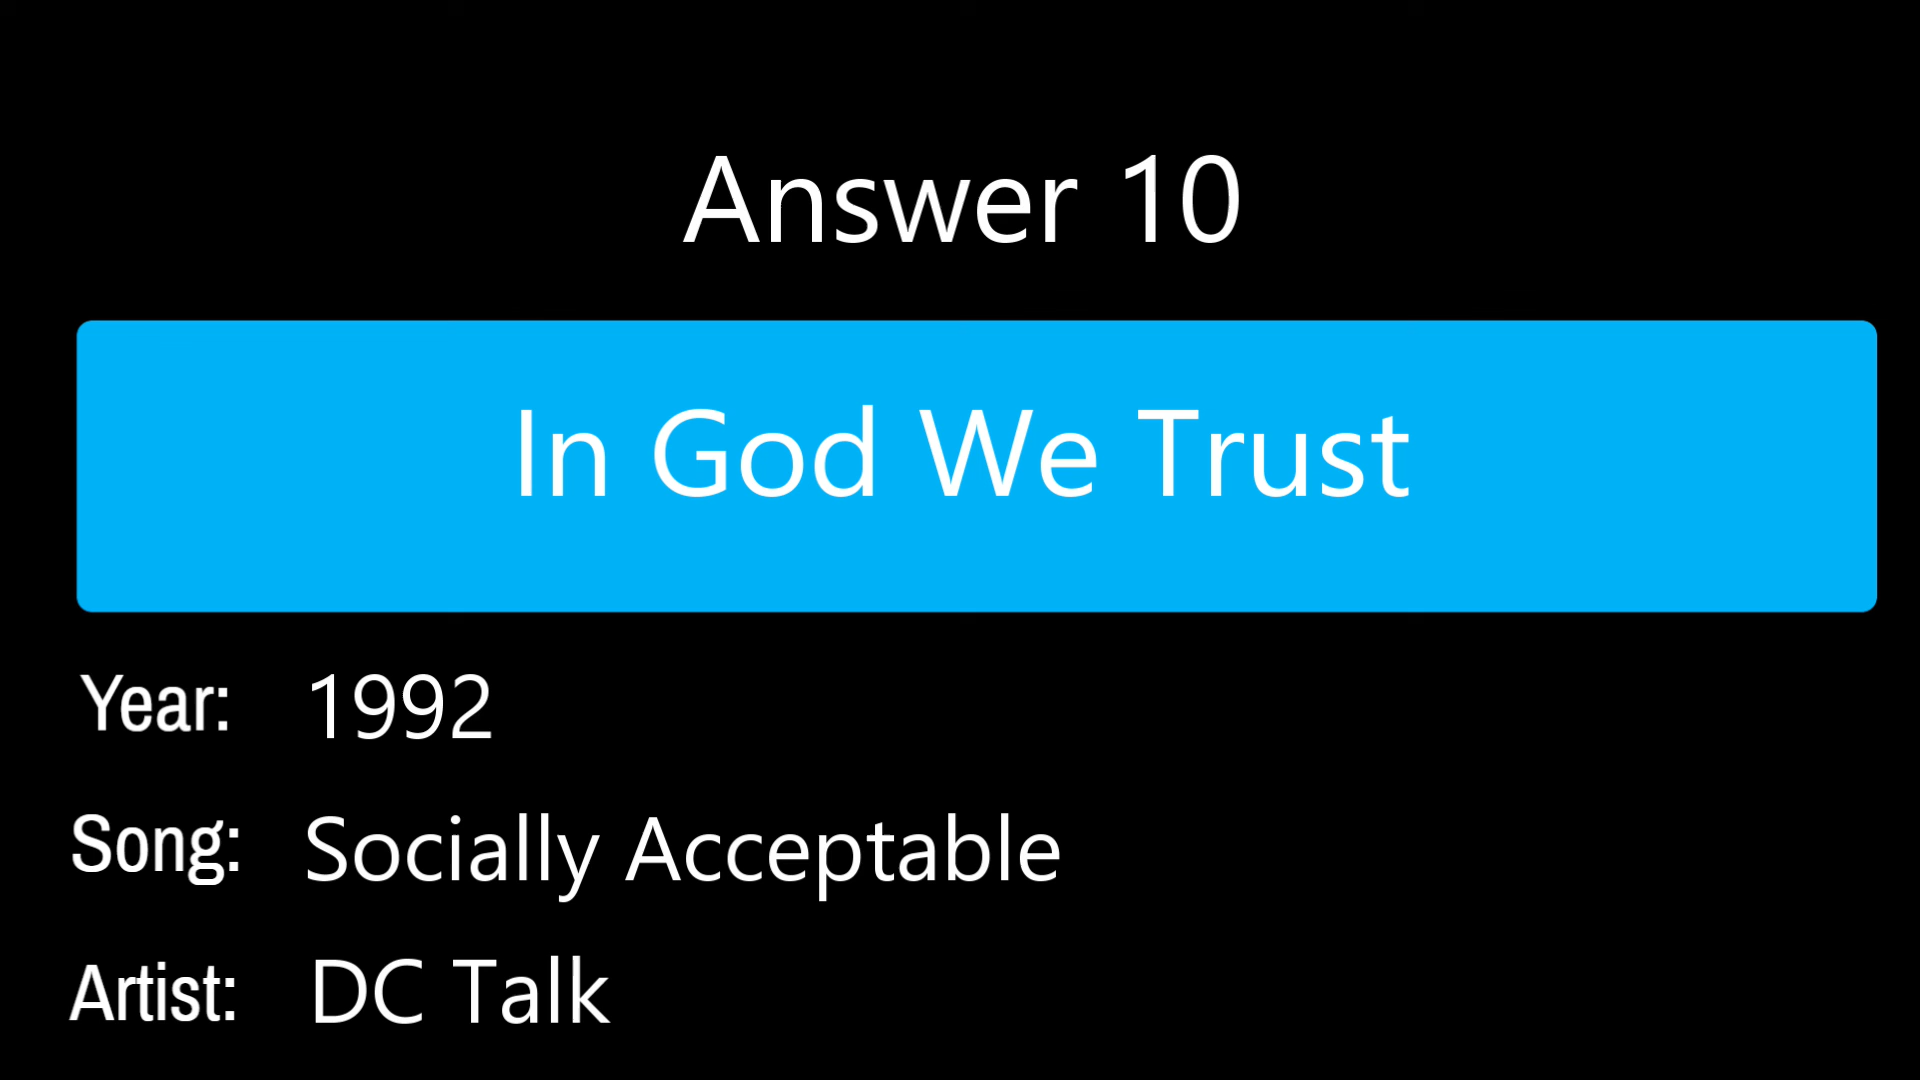 Answer 10
In God We Trust
Year: 1992
Song: Socially Acceptable
Artist: DC Talk